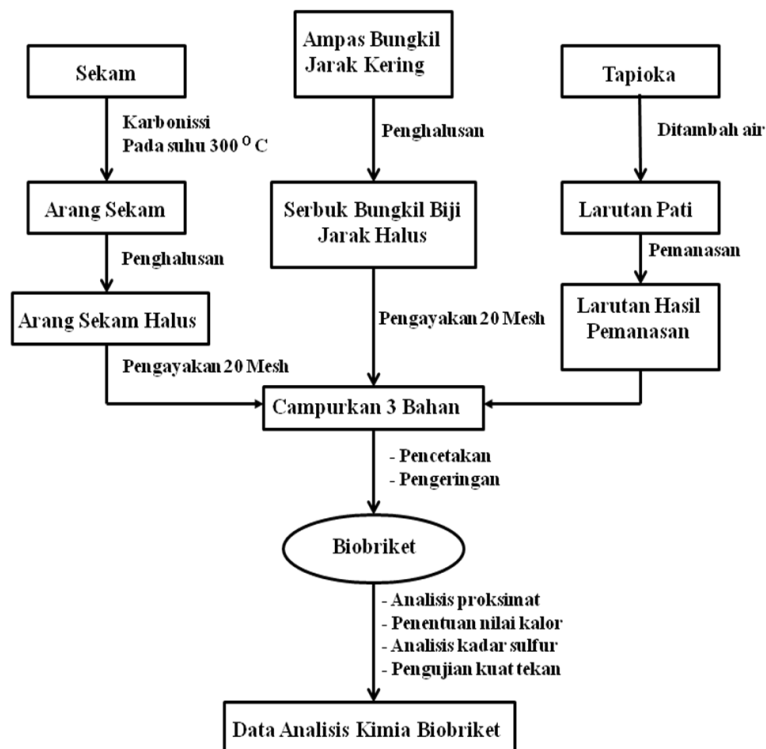 Sekam
Ampas Bungkil
Jarak Kering
Tapioka
Karbonissi
Pada suhu 300 ᴼ C
Penghalusan
Ditambah air
Arang Sekam
Serbuk Bungkil Biji
Jarak Halus
Larutan Pati
Penghalusan
Pemanasan
Arang Sekam Halus
Pengayakan 20 Mesh
Larutan Hasil
Pemanasan
Pengayakan 20 Mesh
Campurkan 3 Bahan
- Pencetakan
- Pengeringan
Biobriket
- Analisis proksimat
- Penentuan nilai kalor
- Analisis kadar sulfur
- Pengujian kuat tekan
Data Analisis Kimia Biobriket